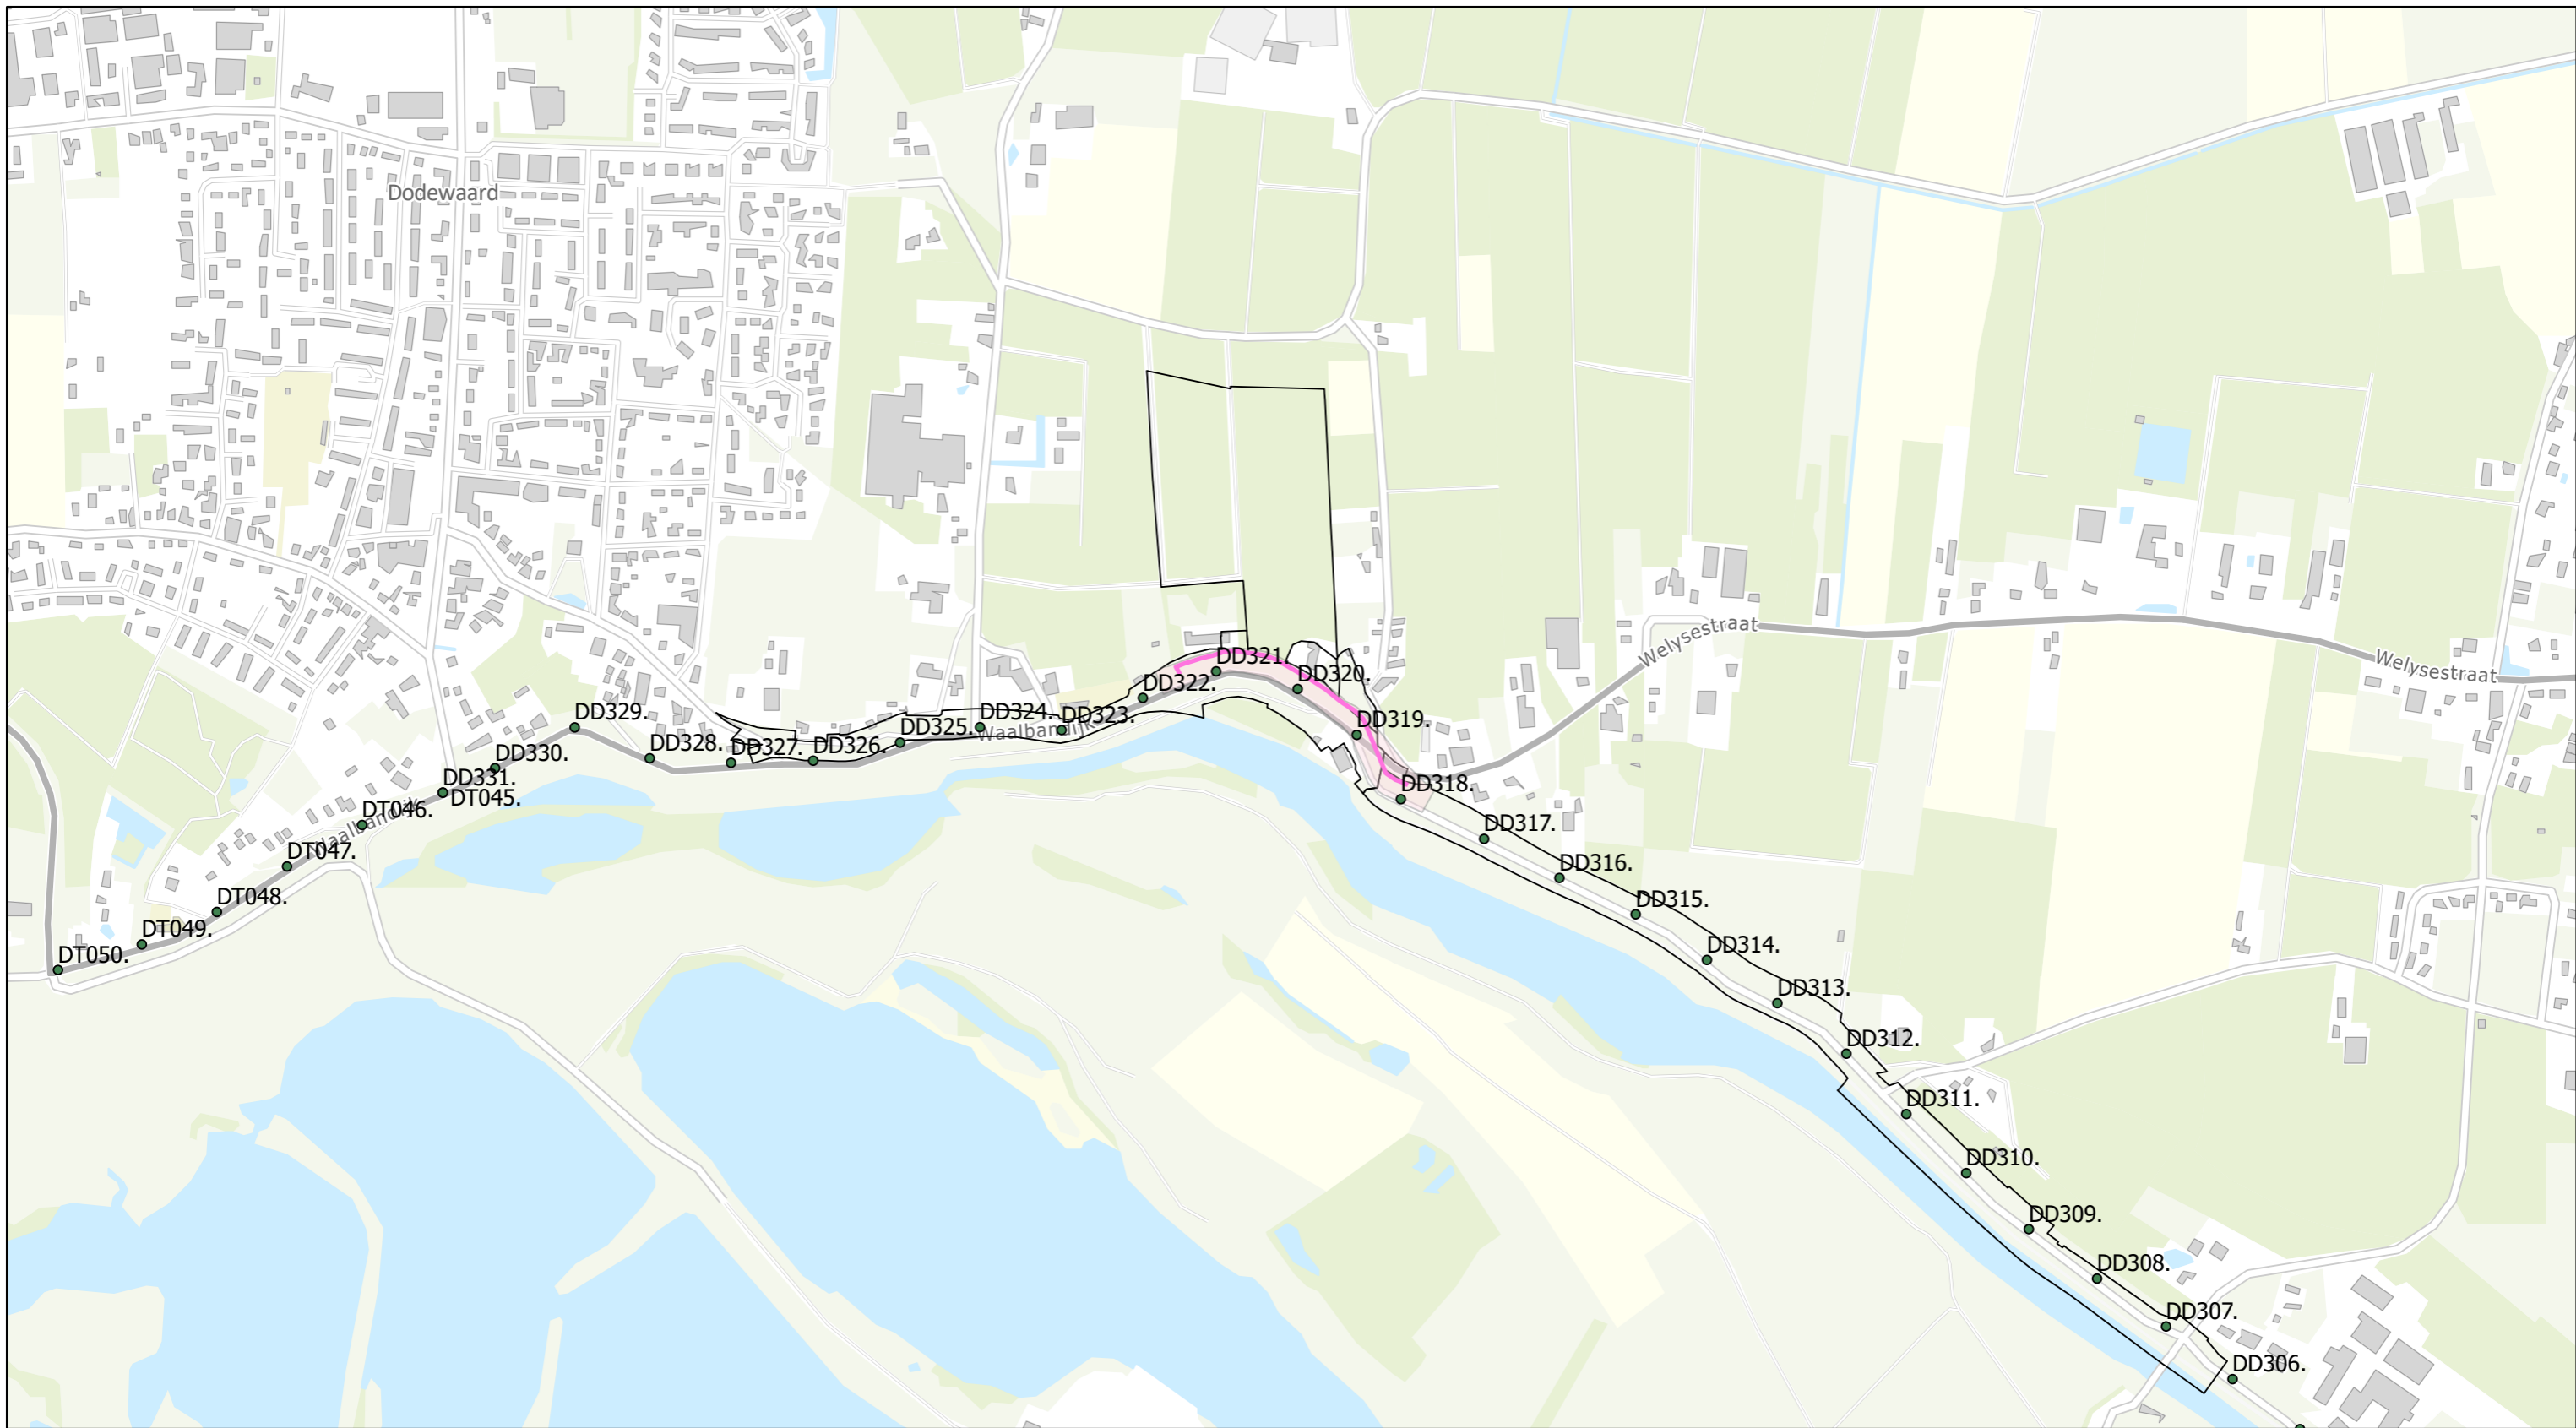 Dodewaard
Welysestraat
Welysestraat
DD321.
DD320.
DD322.
DD319.
DD329.
DD324.
DD323.
DD325.
Waalbandijk
DD328.
DD327.
DD326.
DD330.
DD331.
DT045.
DD318.
DT046.
Waalbandijk
DD317.
DT047.
DD316.
DT048.
DD315.
DT049.
DT050.
DD314.
DD313.
DD312.
DD311.
DD310.
DD309.
DD308.
DD307.
DD306.